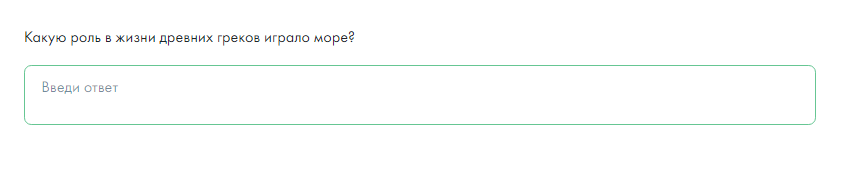 Какую роль в жизни древних греков играло море?
Введи ответ